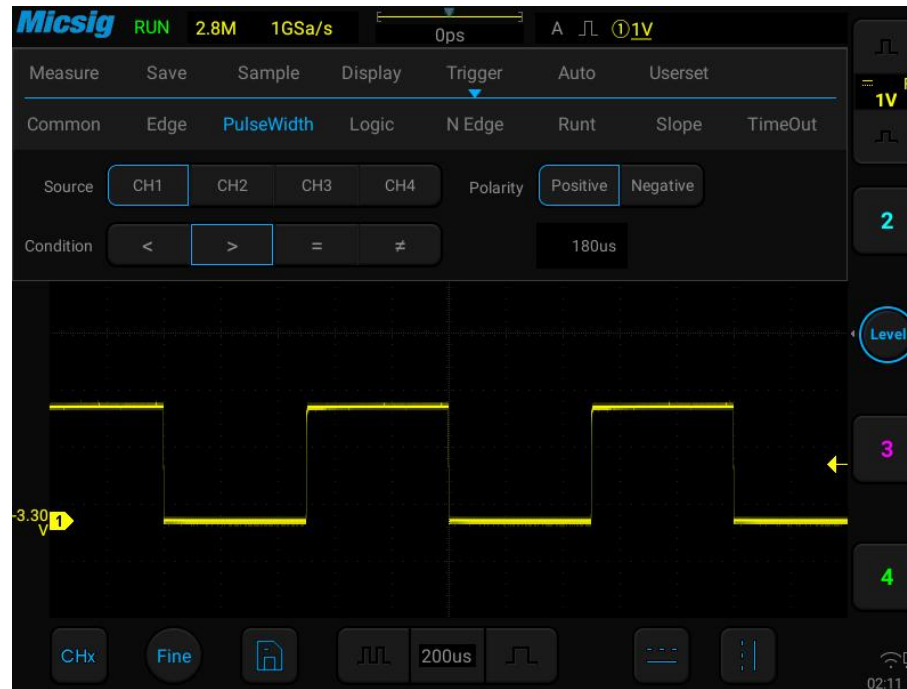 Micsig RUN 2.8M 1GSa/s 0ps A ①1V
Measure Save Sample Display Trigger Auto Userset
1V
Common Edge PulseWidth Logic N Edge Runt Slope TimeOut
Source CH1 CH2 CH3 CH4 Polarity Positive Negative
2
Condition < > = ≠ 180us
Level
3
-3.30 1
V
4
CHx Fine 200us
02:11